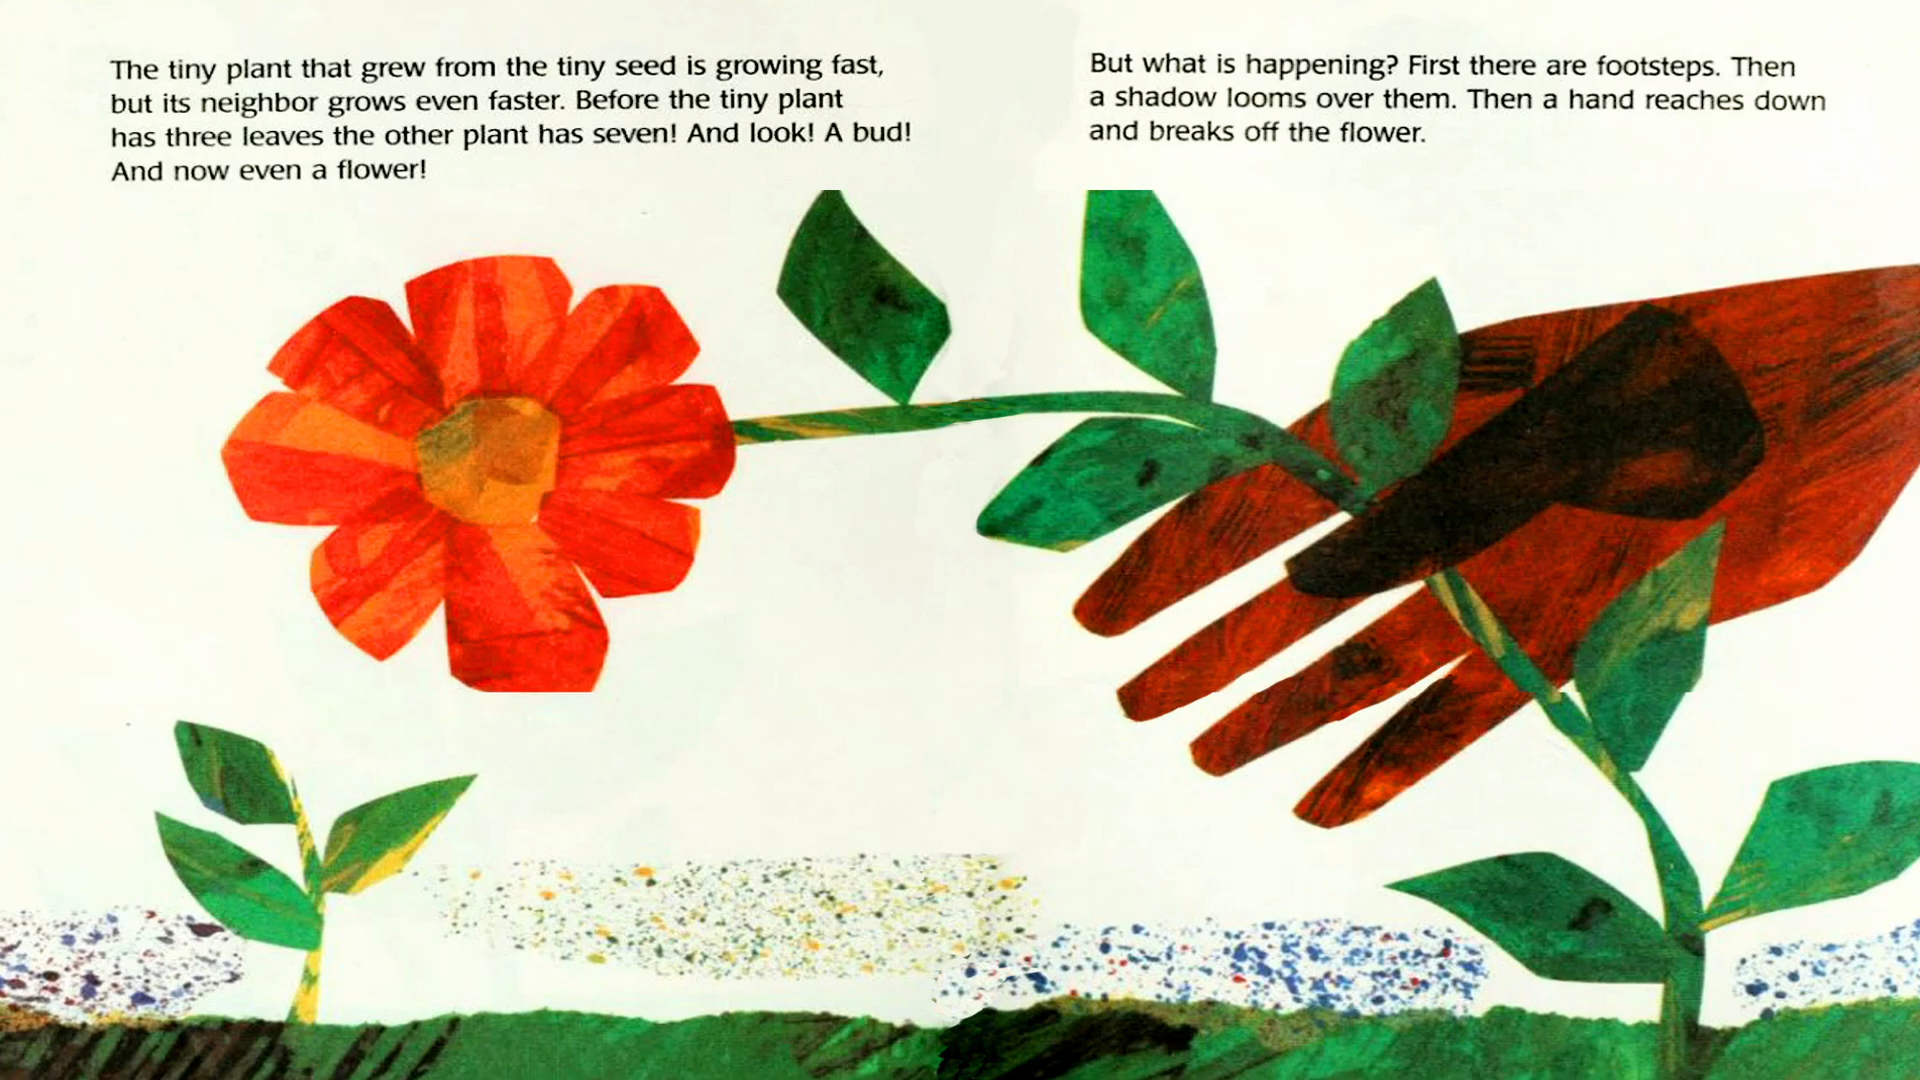 The tiny plant that grew from the tiny seed is growing fast,
but its neighbor grows even faster. Before the tiny plant
has three leaves the other plant has seven! And look! A bud!
And now even a flower!
But what is happening? First there are footsteps. Then
a shadow looms over them. Then a hand reaches down
and breaks off the flower.